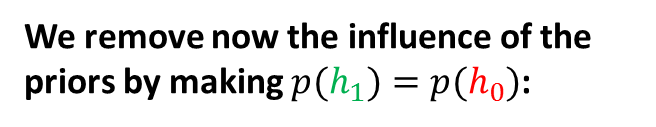 We remove now the influence of the
priors by making p(h₁) = p(h₀):